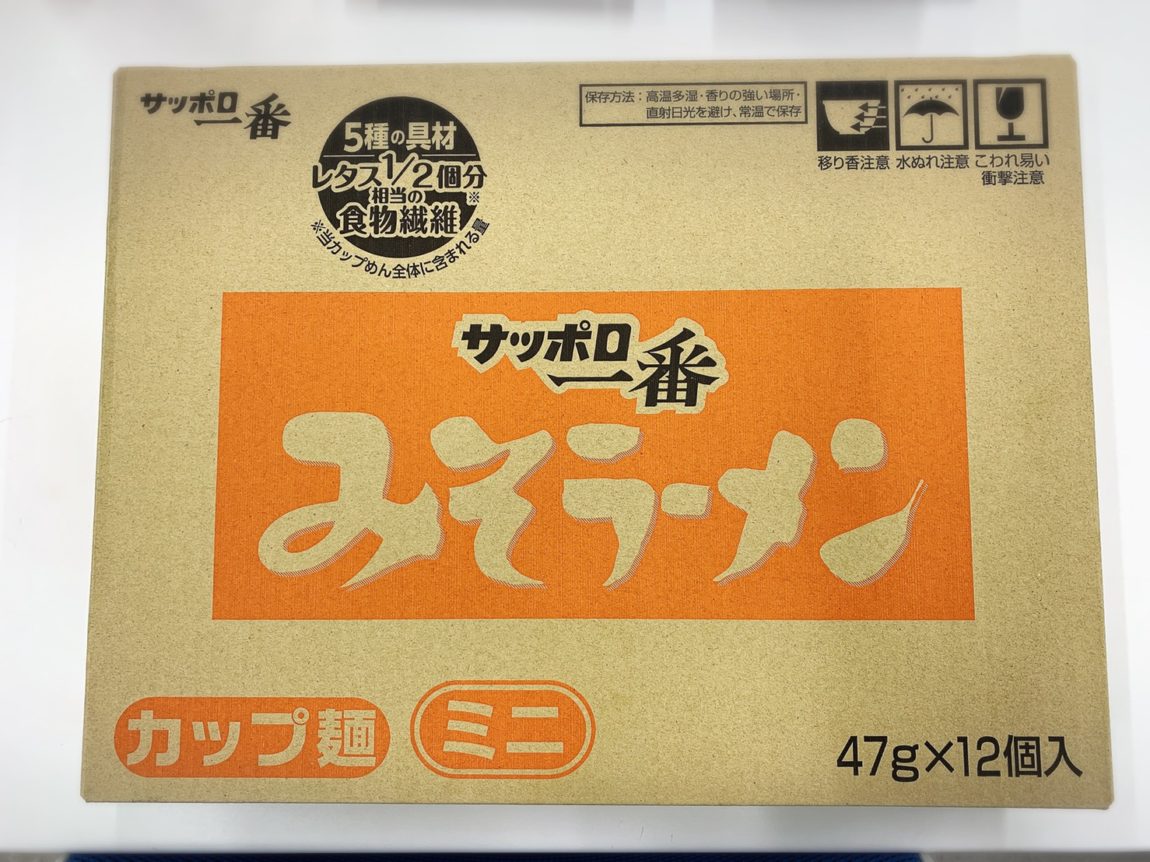 サッポロ一番
5種の具材
レタス1/2個分
相当の※
食物繊維
※当カップめん全体に含まれる量
保存方法：高温多湿・香りの強い場所・
直射日光を避け、常温で保存
移り香注意
水ぬれ注意
こわれ易い
衝撃注意
サッポロ一番
みそラーメン
カップ麺
ミニ
47g×12個入